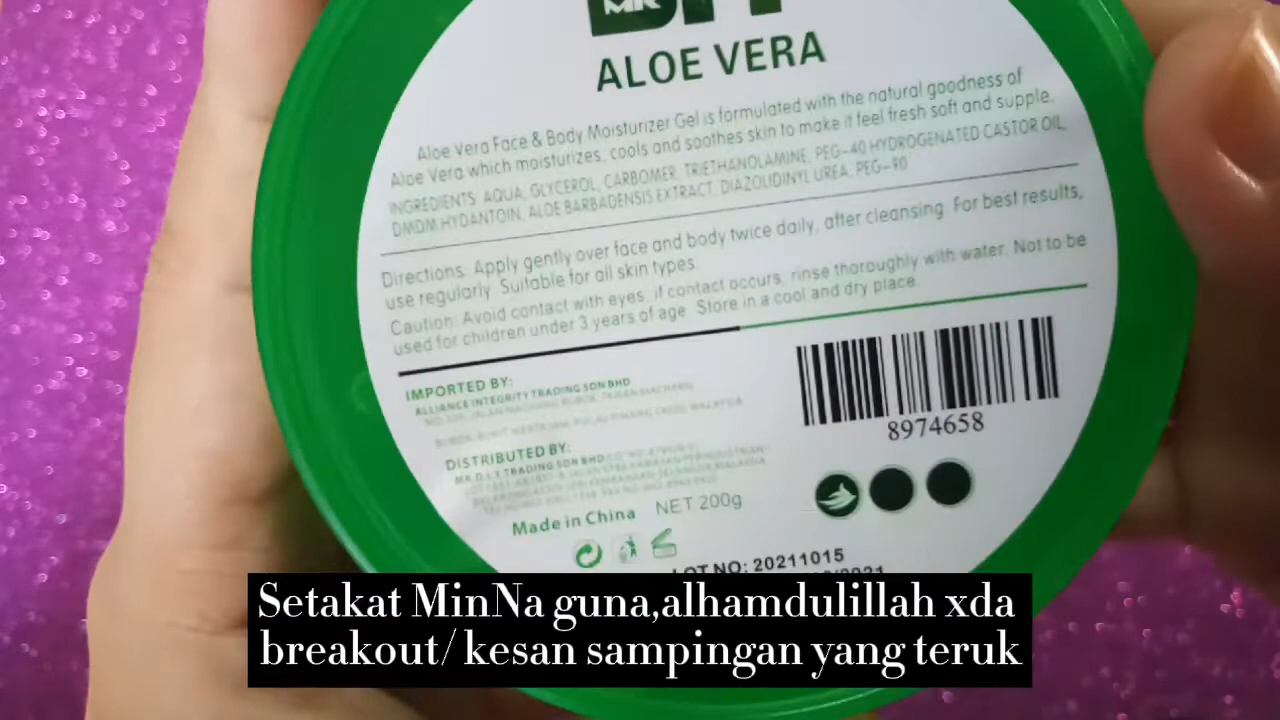 MR
ALOE VERA
Aloe Vera Face & Body Moisturizer Gel is formulated with the natural goodness of
Aloe Vera which moisturizes, cools and soothes skin to make it feel fresh soft and supple.
INGREDIENTS: AQUA, GLYCEROL, CARBOMER, TRIETHANOLAMINE, PEG-40 HYDROGENATED CASTOR OIL,
DMDM HYDANTOIN, ALOE BARBADENSIS EXTRACT, DIAZOLIDINYL UREA, PEG-90
Directions: Apply gently over face and body twice daily, after cleansing. For best results,
use regularly. Suitable for all skin types.
Caution: Avoid contact with eyes, if contact occurs, rinse thoroughly with water. Not to be
used for children under 3 years of age. Store in a cool and dry place.
IMPORTED BY:
ALLIANCE INTEGRITY TRADING SDN BHD
DISTRIBUTED BY:
MR D.I.Y TRADING SDN BHD
Made in China NET 200g
8974658
LOT NO: 20211015
Setakat MinNa guna,alhamdulillah xda
breakout/ kesan sampingan yang teruk